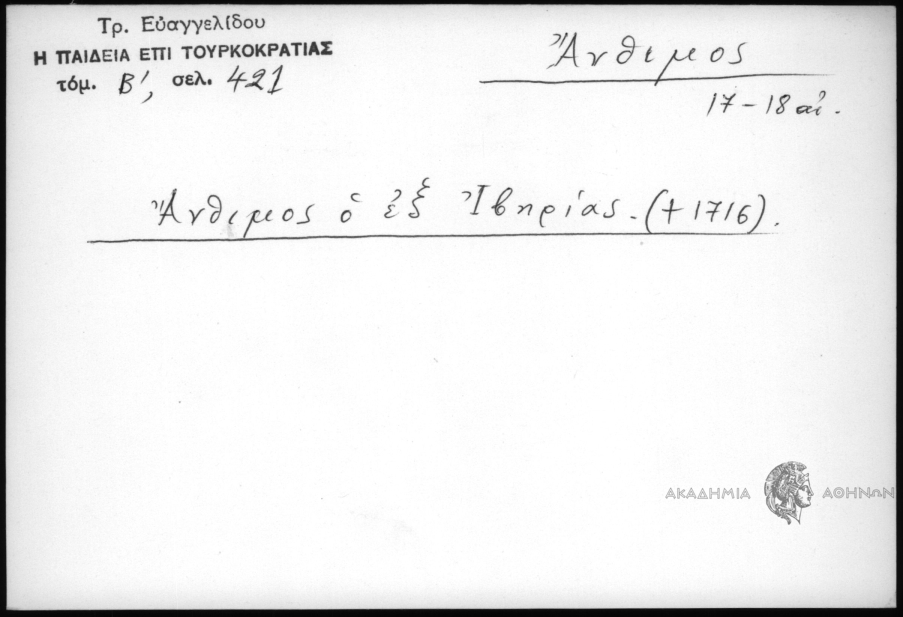 Τρ. Εὐαγγελίδου
Η ΠΑΙΔΕΙΑ ΕΠΙ ΤΟΥΡΚΟΚΡΑΤΙΑΣ
τόμ. Β', σελ. 421
Ἄνθιμος
17-18 αἰ.
Ἄνθιμος ὁ ἐξ Ἰβηρίας. (+1716).
ΑΚΑΔΗΜΙΑ ΑΘΗΝΩΝ